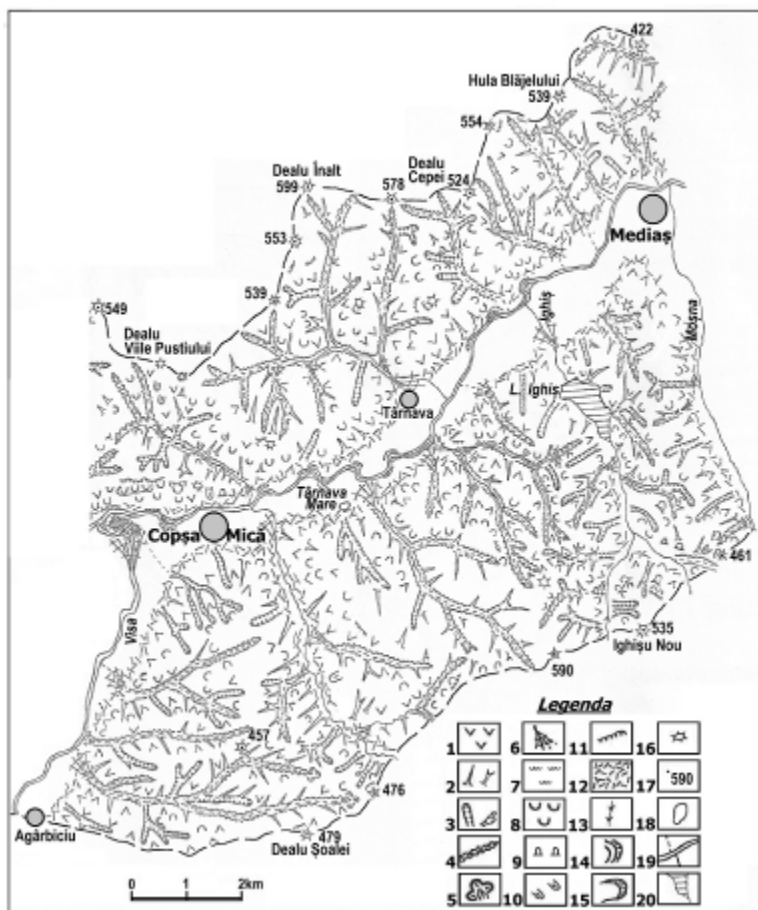 422
Hula Blăjelului
539
554
Dealu Înalt
599
578
Dealu
Cepei
524
Mediaș
553
539
549
Dealu
Viile Pustiului
Ighiș
Moșna
L. Ighis
Târnava
Târnava
Mare
Copșa Mică
461
Visa
535
Ighișu Nou
590
457
476
Agârbiciu
479
Dealu Șoalei
0 1 2km
Legenda
1 6 11 16
2 7 12 17 590
3 8 13 18
4 9 14 19
5 10 15 20